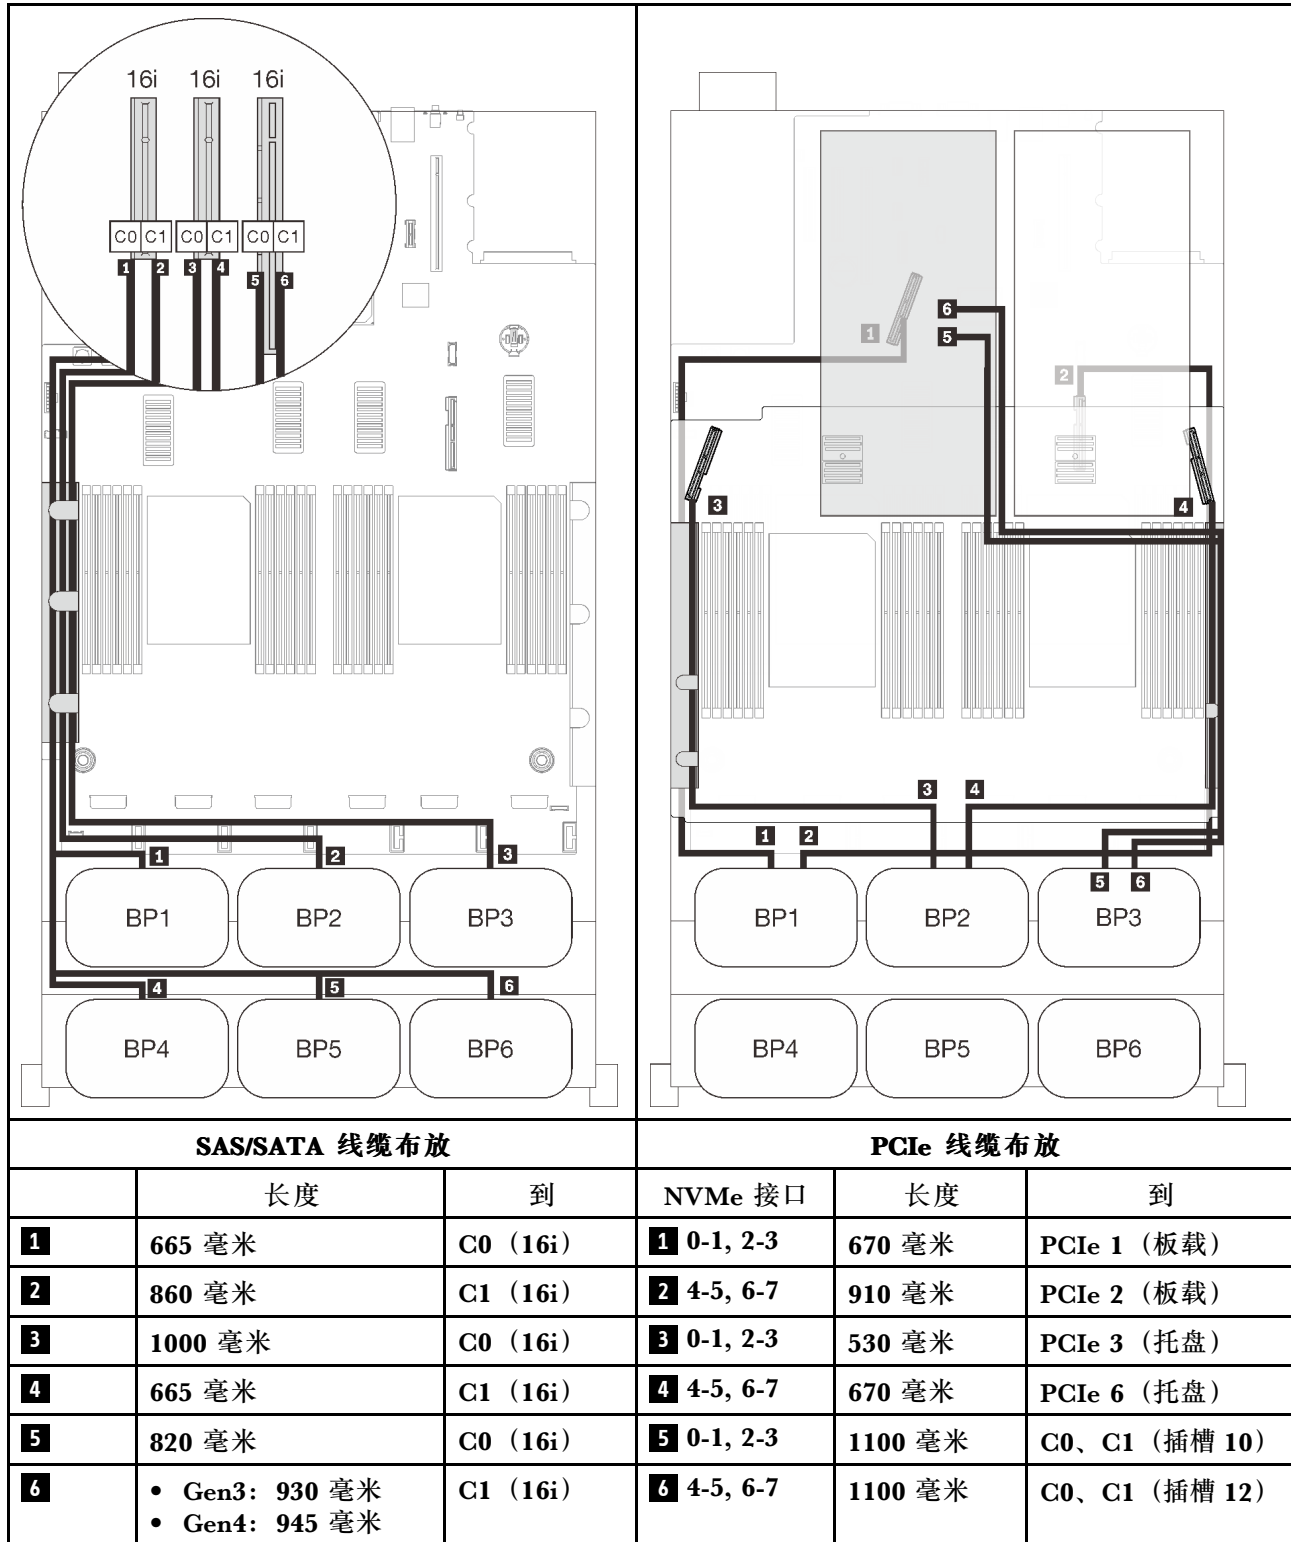 16i 16i 16i
C0 C1 C0 C1 C0 C1
1 2 3 4 5 6
1 2 3
BP1 BP2 BP3
4 5 6
BP4 BP5 BP6
6
1 5
2
3 4
3 4
1 2
5 6
BP1 BP2 BP3
BP4 BP5 BP6
SAS/SATA 线缆布放 PCIe 线缆布放
长度 到 NVMe 接口 长度 到
1 665 毫米 C0（16i） 1 0-1, 2-3 670 毫米 PCIe 1（板载）
2 860 毫米 C1（16i） 2 4-5, 6-7 910 毫米 PCIe 2（板载）
3 1000 毫米 C0（16i） 3 0-1, 2-3 530 毫米 PCIe 3（托盘）
4 665 毫米 C1（16i） 4 4-5, 6-7 670 毫米 PCIe 6（托盘）
5 820 毫米 C0（16i） 5 0-1, 2-3 1100 毫米 C0、C1（插槽 10）
6 • Gen3：930 毫米 C1（16i） 6 4-5, 6-7 1100 毫米 C0、C1（插槽 12）
• Gen4：945 毫米